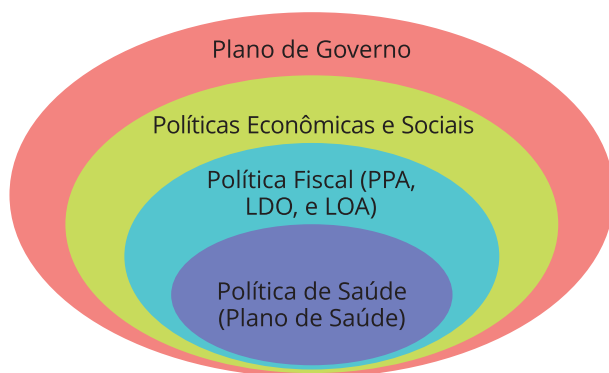 Plano de Governo
Políticas Econômicas e Sociais
Política Fiscal (PPA,
LDO, e LOA)
Política de Saúde
(Plano de Saúde)